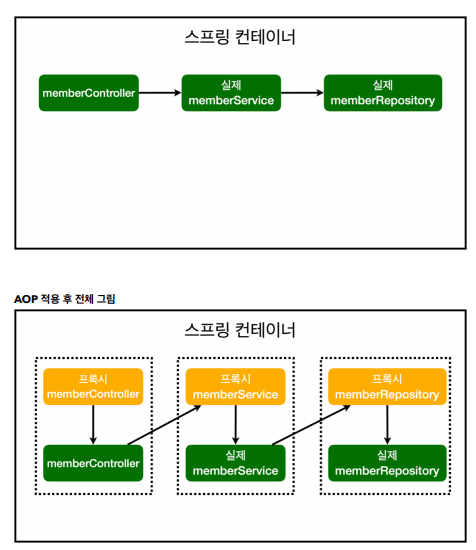 스프링 컨테이너
memberController
실제
memberService
실제
memberRepository
AOP 적용 후 전체 그림
스프링 컨테이너
프록시
memberController
프록시
memberService
프록시
memberRepository
memberController
실제
memberService
실제
memberRepository